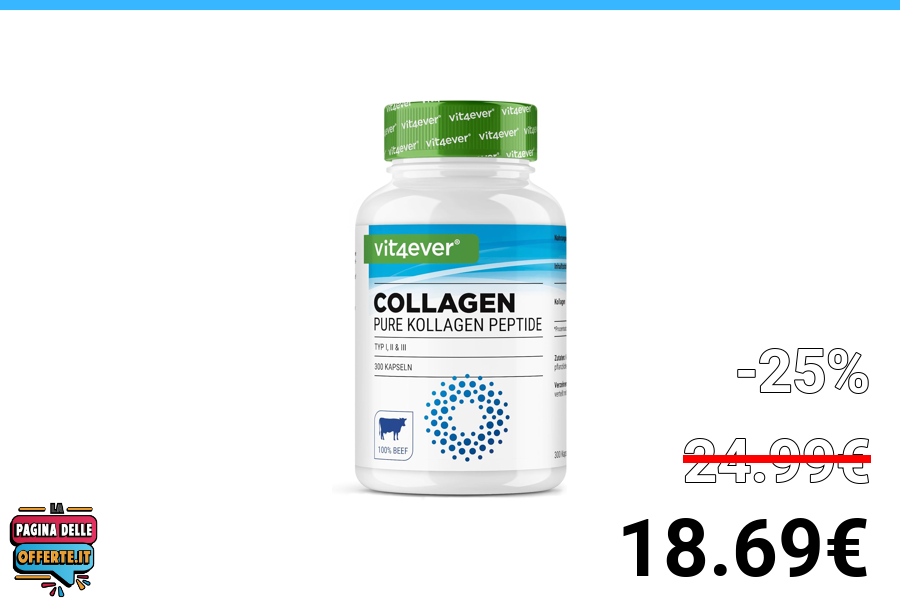 vit4ever®
COLLAGEN
PURE KOLLAGEN PEPTIDE
TYP I, II & III
300 KAPSELN
100% BEEF
-25%
24.99€
18.69€
LA
PAGINA DELLE
OFFERTE.IT